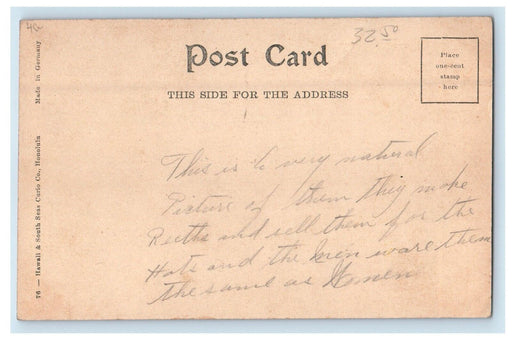 32.50
Post Card
THIS SIDE FOR THE ADDRESS
Place
one-cent
stamp
here
Made in Germany
76 — Hawaii & South Seas Curio Co., Honolulu
This is a very natural
Picture of them they make
Reeths and sell them for the
Hats and the men ware them
the same as Women